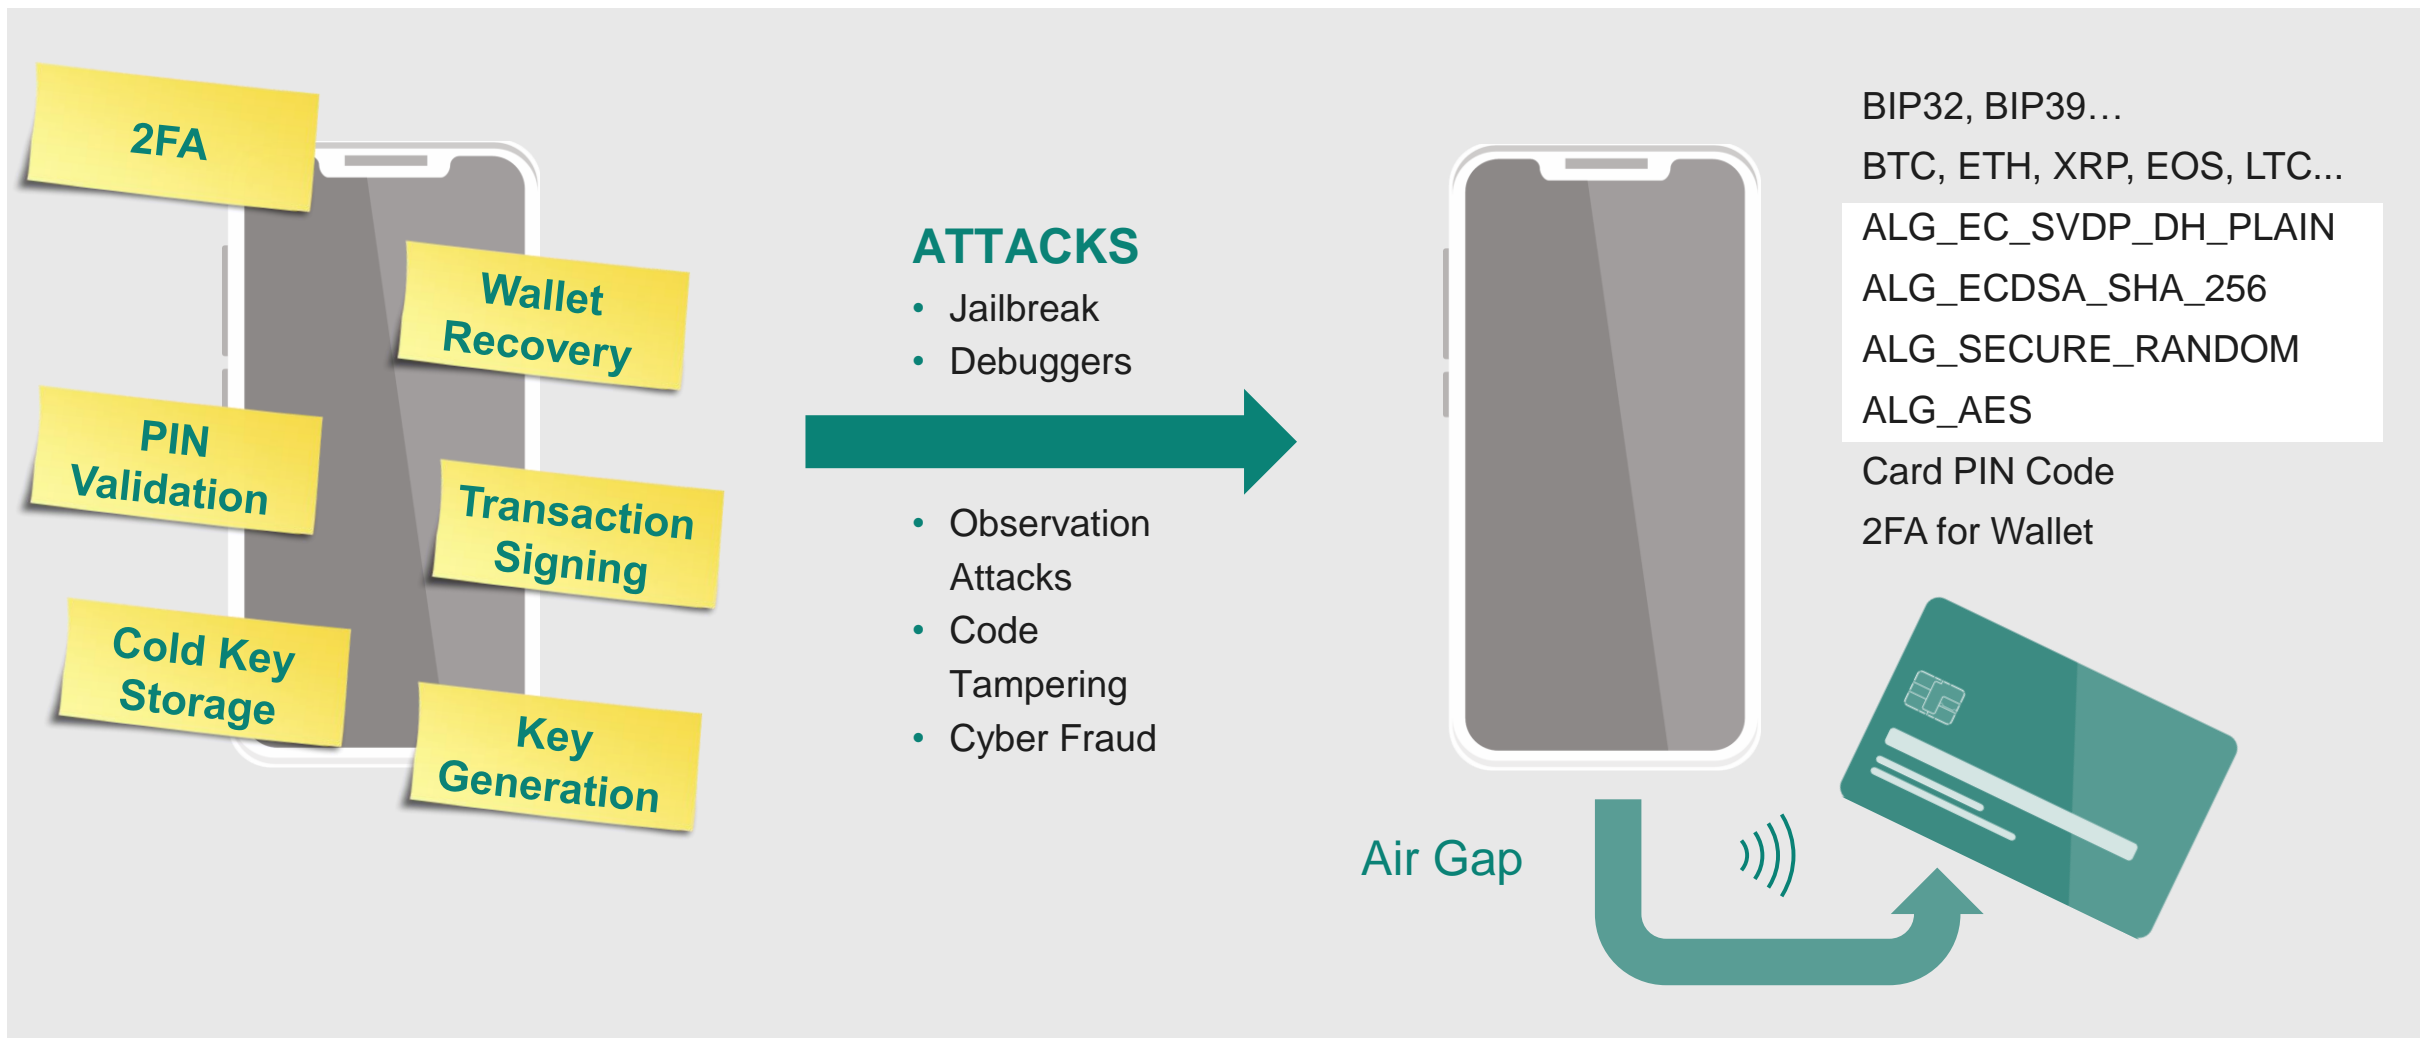 2FA
Wallet
Recovery
PIN
Validation
Transaction
Signing
Cold Key
Storage
Key
Generation
ATTACKS
• Jailbreak
• Debuggers
• Observation
Attacks
• Code
Tampering
• Cyber Fraud
BIP32, BIP39…
BTC, ETH, XRP, EOS, LTC...
ALG_EC_SVDP_DH_PLAIN
ALG_ECDSA_SHA_256
ALG_SECURE_RANDOM
ALG_AES
Card PIN Code
2FA for Wallet
Air Gap